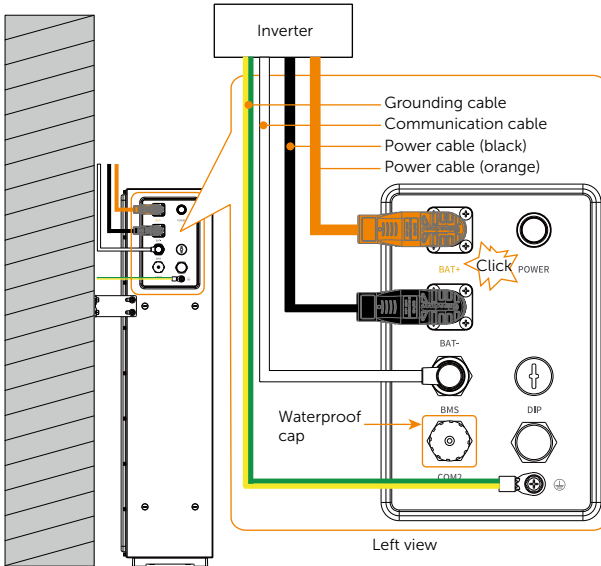 Inverter
Grounding cable
Communication cable
Power cable (black)
Power cable (orange)
BAT+
Click
POWER
BAT-
BMS
DIP
Waterproof
cap
COM2
Left view